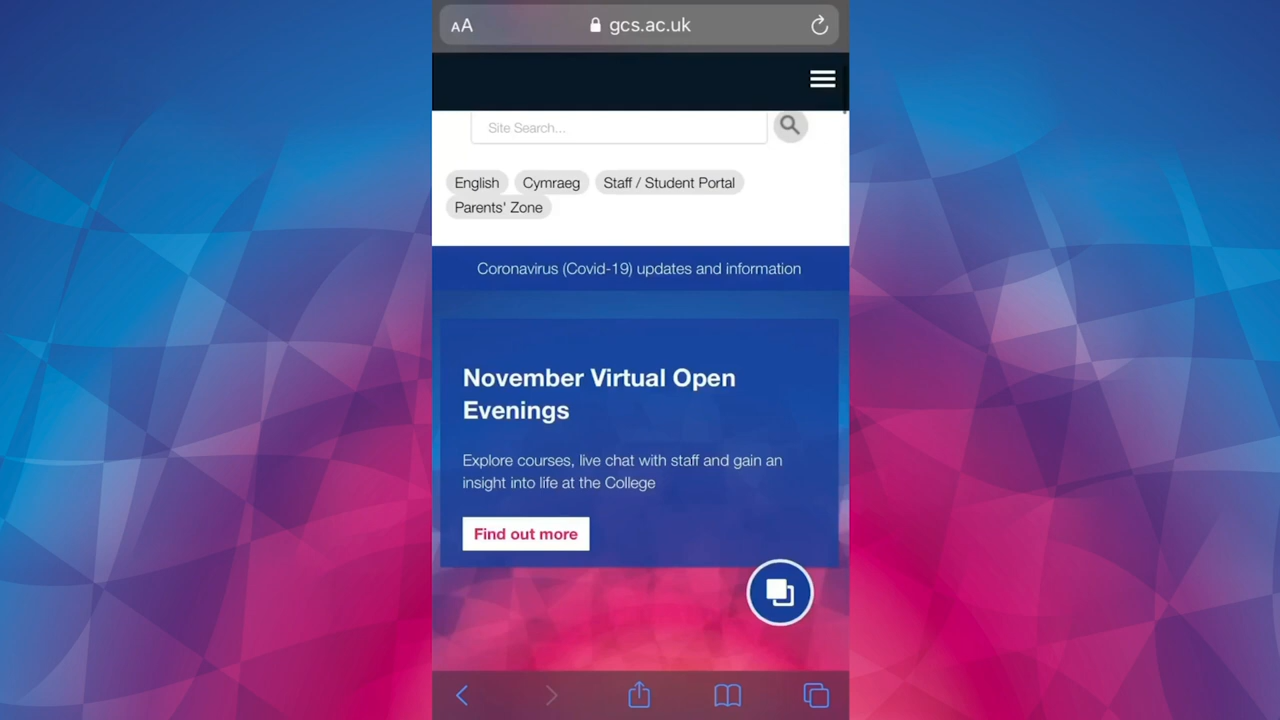 AA gcs.ac.uk
Site Search...
English Cymraeg Staff / Student Portal
Parents' Zone
Coronavirus (Covid-19) updates and information
November Virtual Open
Evenings
Explore courses, live chat with staff and gain an
insight into life at the College
Find out more